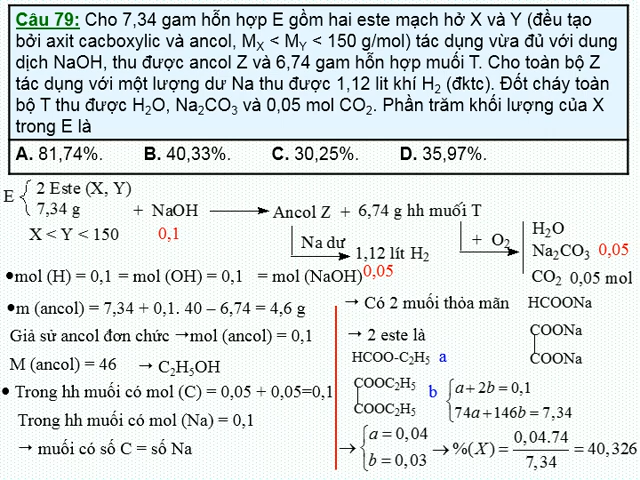 Câu 79: Cho 7,34 gam hỗn hợp E gồm hai este mạch hở X và Y (đều tạo
bởi axit cacboxylic và ancol, MX < MY < 150 g/mol) tác dụng vừa đủ với dung
dịch NaOH, thu được ancol Z và 6,74 gam hỗn hợp muối T. Cho toàn bộ Z
tác dụng với một lượng dư Na thu được 1,12 lit khí H2 (đktc). Đốt cháy toàn
bộ T thu được H2O, Na2CO3 và 0,05 mol CO2. Phần trăm khối lượng của X
trong E là
A. 81,74%. B. 40,33%. C. 30,25%. D. 35,97%.
E { 2 Este (X, Y)
7,34 g + NaOH → Ancol Z + 6,74 g hh muối T
X < Y < 150 0,1
Na dư
1,12 lít H2
0,05
+ O2
H2O
Na2CO3 0,05
CO2 0,05 mol
●mol (H) = 0,1 = mol (OH) = 0,1 = mol (NaOH)
●m (ancol) = 7,34 + 0,1. 40 – 6,74 = 4,6 g
Giả sử ancol đơn chức →mol (ancol) = 0,1
M (ancol) = 46 → C2H5OH
● Trong hh muối có mol (C) = 0,05 + 0,05=0,1
Trong hh muối có mol (Na) = 0,1
→ muối có số C = số Na
→ Có 2 muối thỏa mãn HCOONa
COONa
COONa
→ 2 este là
HCOO-C2H5 a
COOC2H5
COOC2H5 b
{ a+2b=0,1
74a+146b=7,34
→ { a=0,04
b=0,03
→ %(X)= 0,04.74 / 7,34 = 40,326